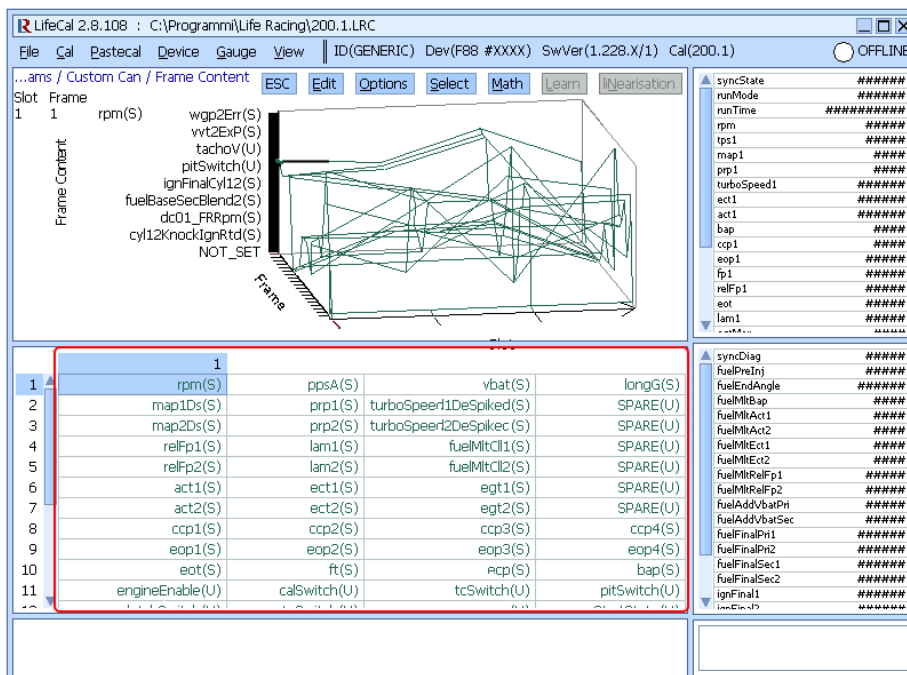 LifeCal 2.8.108 : C:\Programmi\Life Racing\200.1.LRC
File Cal Pastecal Device Gauge View ID(GENERIC) Dev(F88 #XXXX) SwVer(1.228.X/1) Cal(200.1) OFFLINE
...ams / Custom Can / Frame Content ESC Edit Options Select Math Learn liNearisation
Slot Frame
1 1 rpm(S)
Frame Content
wgp2Err(S)
vvt2ExP(S)
tachoV(U)
pitSwitch(U)
ignFinalCyl12(S)
fuelBaseSecBlend2(S)
dc01_FRRpm(S)
cyl12KnockIgnRtd(S)
NOT_SET
Frame
syncState ######
runMode ######
runTime ##########
rpm #####
tps1 #####
map1 ####
prp1 ####
turboSpeed1 ######
ect1 ######
act1 ######
bap ####
ccp1 ####
eop1 #####
fp1 #####
relFp1 #####
eot #####
lam1 #####
1
1 rpm(S) ppsA(S) vbat(S) longG(S)
2 map1Ds(S) prp1(S) turboSpeed1DeSpiked(S) SPARE(U)
3 map2Ds(S) prp2(S) turboSpeed2DeSpikec(S) SPARE(U)
4 relFp1(S) lam1(S) fuelMltCll1(S) SPARE(U)
5 relFp2(S) lam2(S) fuelMltCll2(S) SPARE(U)
6 act1(S) ect1(S) egt1(S) SPARE(U)
7 act2(S) ect2(S) egt2(S) SPARE(U)
8 ccp1(S) ccp2(S) ccp3(S) ccp4(S)
9 eop1(S) eop2(S) eop3(S) eop4(S)
10 eot(S) ft(S) ecp(S) bap(S)
11 engineEnable(U) calSwitch(U) tcSwitch(U) pitSwitch(U)
syncDiag #####
fuelPreInj #####
fuelEndAngle ######
fuelMltBap ####
fuelMltAct1 ####
fuelMltAct2 ####
fuelMltEct1 ####
fuelMltEct2 ####
fuelMltRelFp1 #####
fuelMltRelFp2 #####
fuelAddVbatPri #####
fuelAddVbatSec #####
fuelFinalPri1 ######
fuelFinalPri2 ######
fuelFinalSec1 ######
fuelFinalSec2 ######
ignFinal1 #####